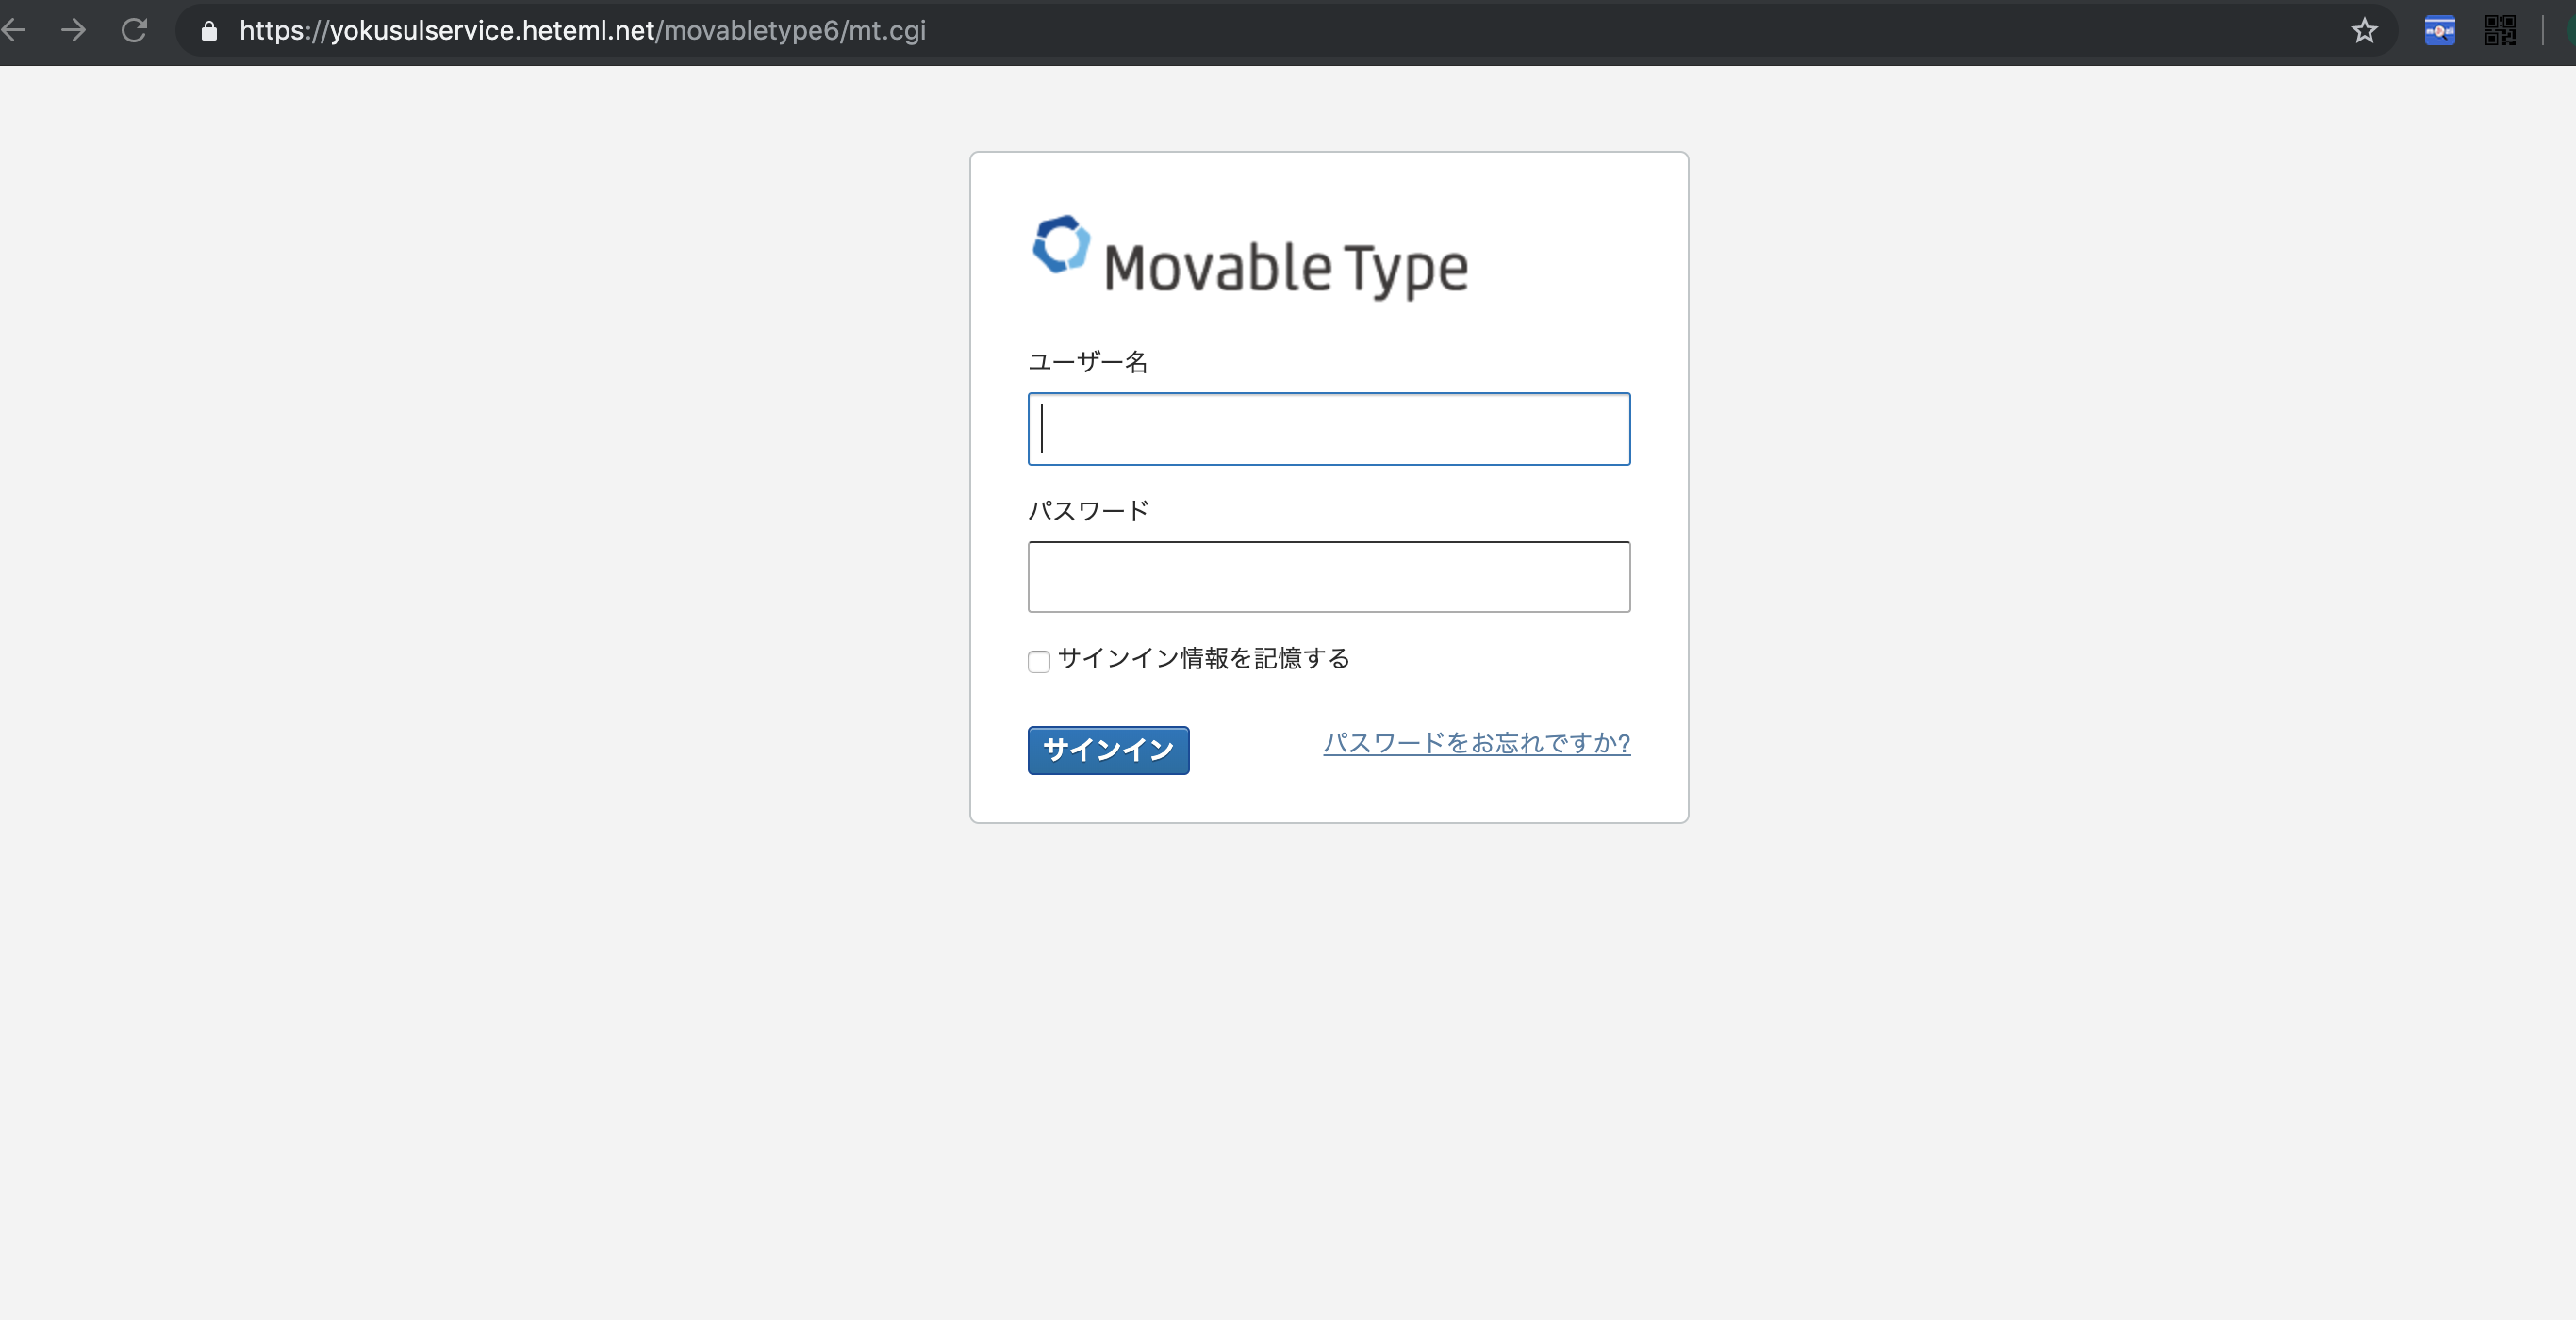 https://yokusulservice.heteml.net/movabletype6/mt.cgi
Movable Type
ユーザー名
パスワード
サインイン情報を記憶する
サインイン
パスワードをお忘れですか?